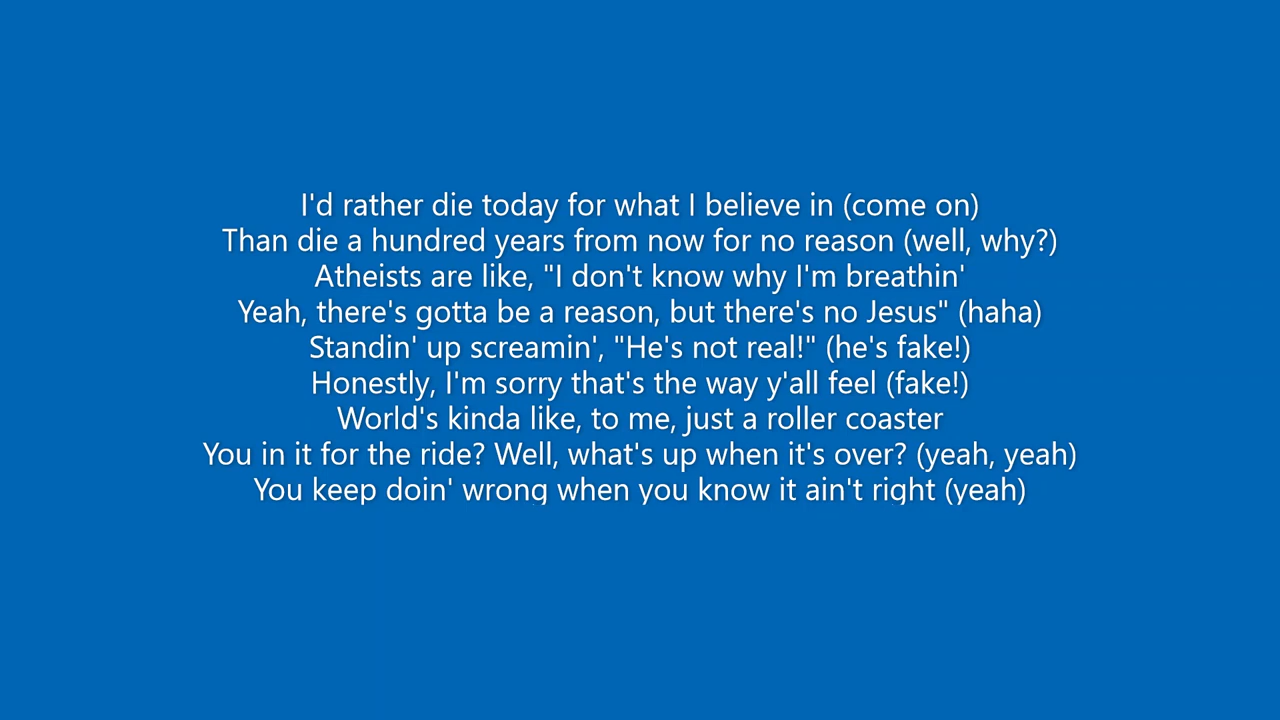 I'd rather die today for what I believe in (come on)
Than die a hundred years from now for no reason (well, why?)
Atheists are like, "I don't know why I'm breathin'
Yeah, there's gotta be a reason, but there's no Jesus" (haha)
Standin' up screamin', "He's not real!" (he's fake!)
Honestly, I'm sorry that's the way y'all feel (fake!)
World's kinda like, to me, just a roller coaster
You in it for the ride? Well, what's up when it's over? (yeah, yeah)
You keep doin' wrong when you know it ain't right (yeah)